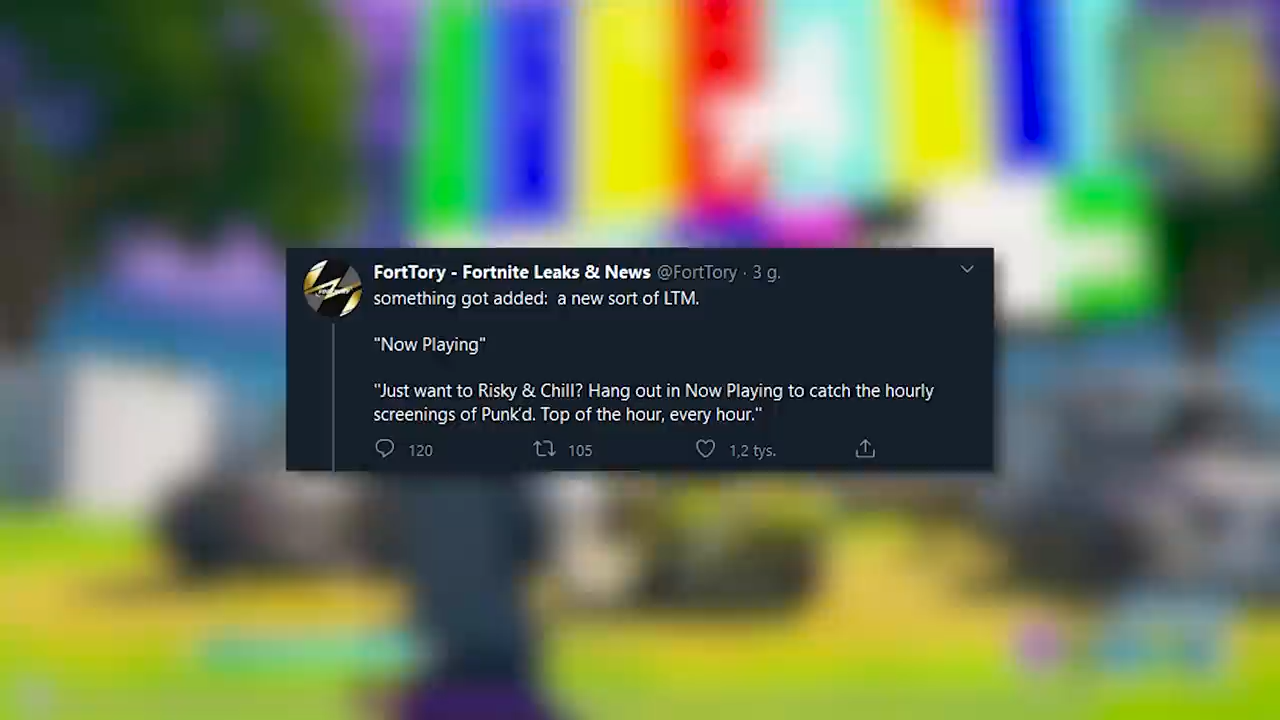 FortTory - Fortnite Leaks & News @FortTory · 3 g.
something got added:  a new sort of LTM.
"Now Playing"
"Just want to Risky & Chill? Hang out in Now Playing to catch the hourly
screenings of Punk'd. Top of the hour, every hour."
120 105 1,2 tys.